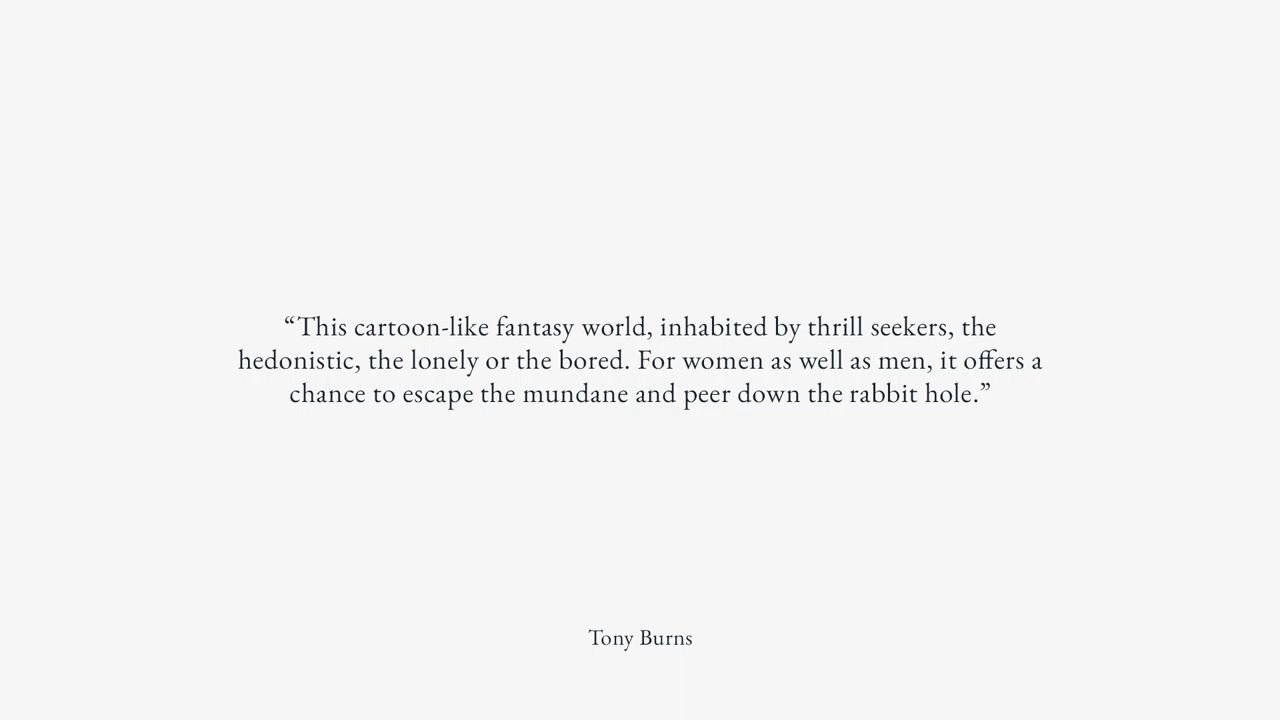 “This cartoon-like fantasy world, inhabited by thrill seekers, the
hedonistic, the lonely or the bored. For women as well as men, it offers a
chance to escape the mundane and peer down the rabbit hole.”
Tony Burns